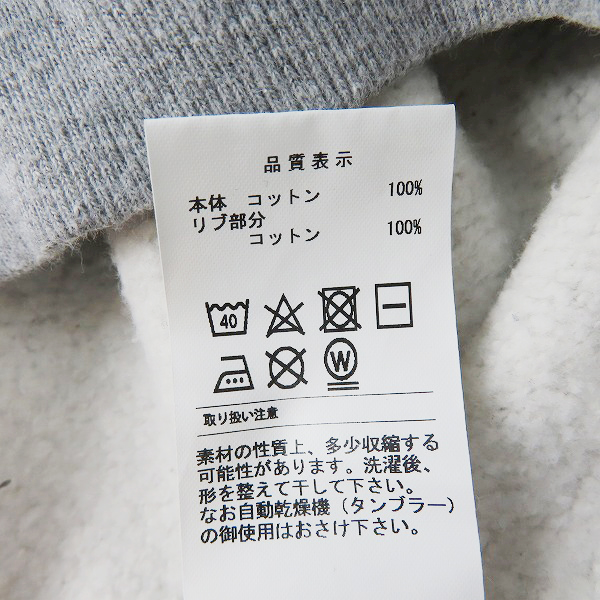 品質表示
本体 コットン 100%
リブ部分
コットン 100%
40
W
取り扱い注意
素材の性質上、多少収縮する
可能性があります。洗濯後、
形を整えて干して下さい。
なお自動乾燥機（タンブラー）
の御使用はおさけ下さい。